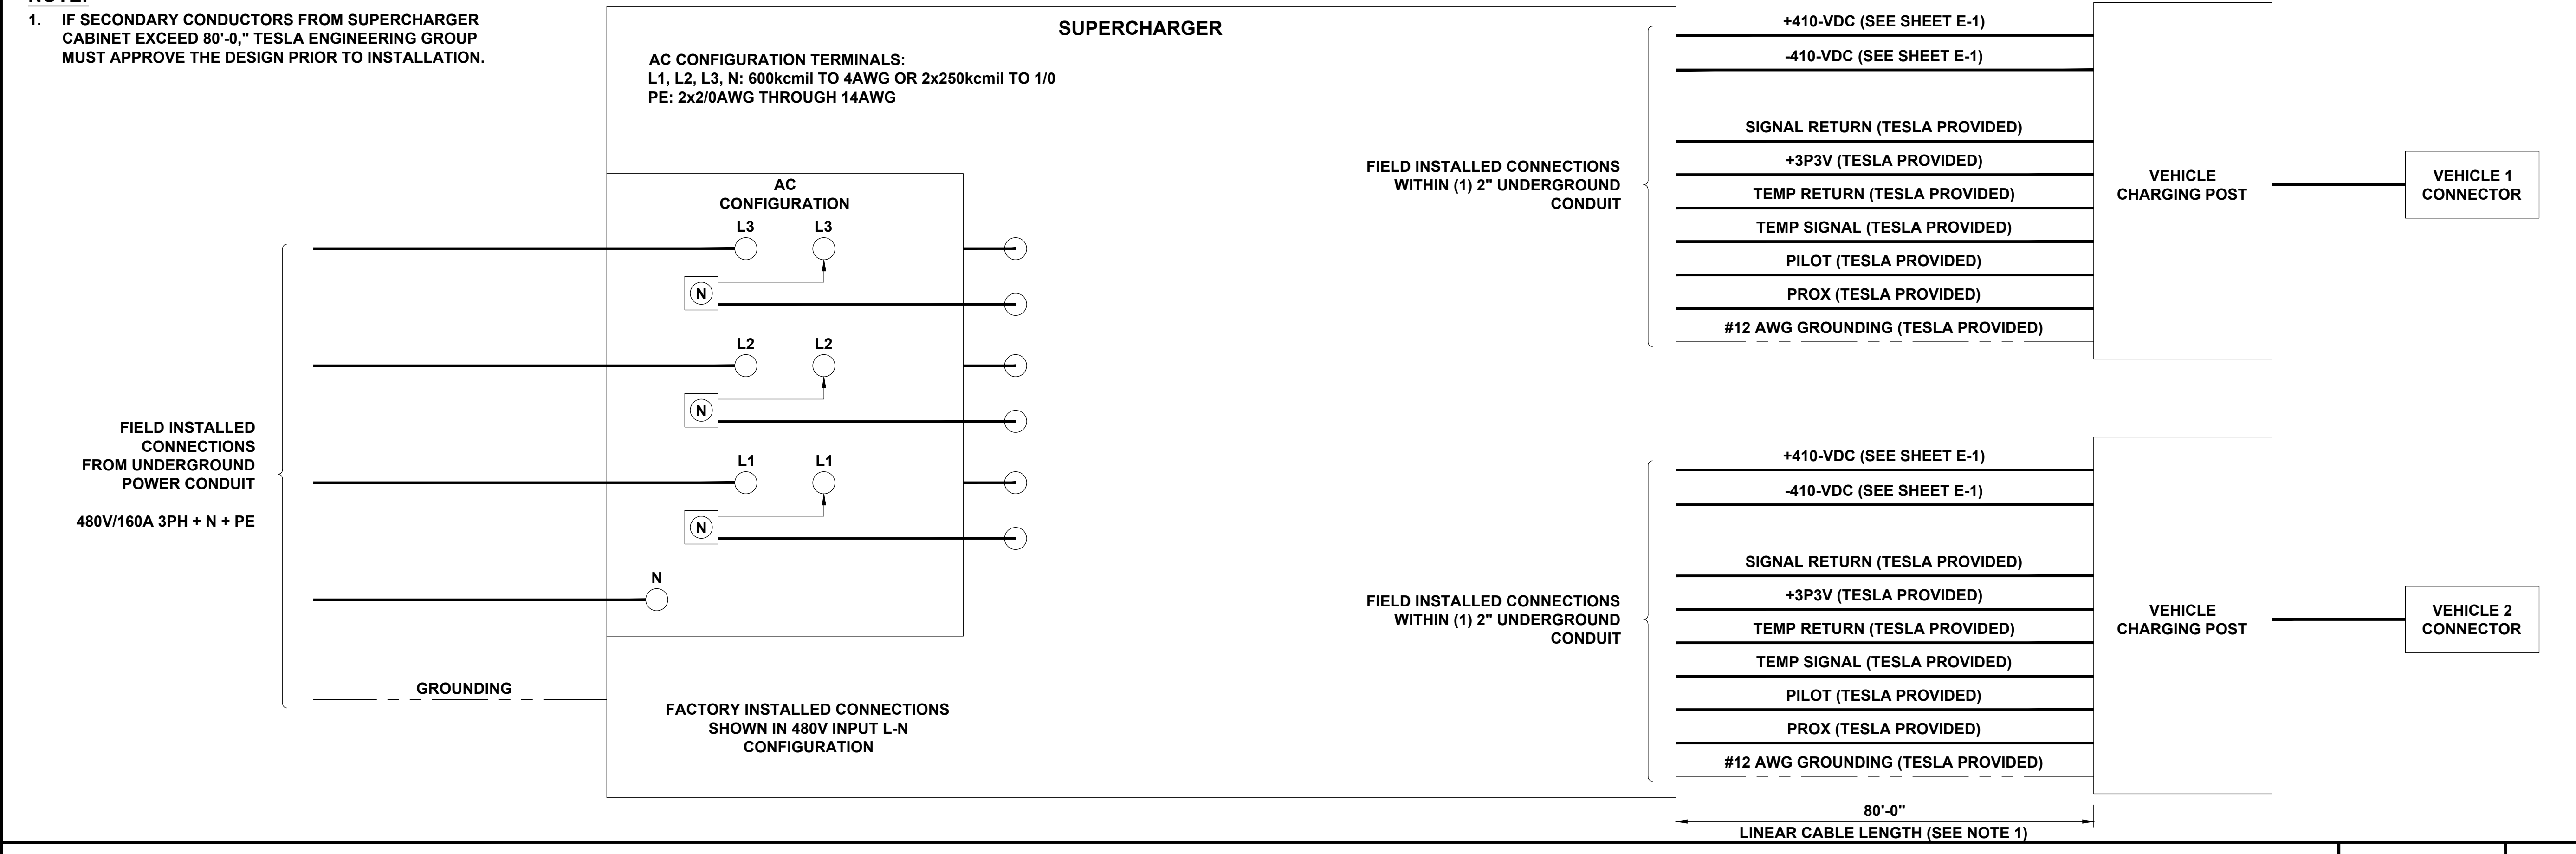 NOTE:
1. IF SECONDARY CONDUCTORS FROM SUPERCHARGER
CABINET EXCEED 80'-0," TESLA ENGINEERING GROUP
MUST APPROVE THE DESIGN PRIOR TO INSTALLATION.
SUPERCHARGER
AC CONFIGURATION TERMINALS:
L1, L2, L3, N: 600kcmil TO 4AWG OR 2x250kcmil TO 1/0
PE: 2x2/0AWG THROUGH 14AWG
AC
CONFIGURATION
L3 L3
N
L2 L2
N
L1 L1
N
N
FIELD INSTALLED
CONNECTIONS
FROM UNDERGROUND
POWER CONDUIT
480V/160A 3PH + N + PE
GROUNDING
FACTORY INSTALLED CONNECTIONS
SHOWN IN 480V INPUT L-N
CONFIGURATION
FIELD INSTALLED CONNECTIONS
WITHIN (1) 2" UNDERGROUND
CONDUIT
+410-VDC (SEE SHEET E-1)
-410-VDC (SEE SHEET E-1)
SIGNAL RETURN (TESLA PROVIDED)
+3P3V (TESLA PROVIDED)
TEMP RETURN (TESLA PROVIDED)
TEMP SIGNAL (TESLA PROVIDED)
PILOT (TESLA PROVIDED)
PROX (TESLA PROVIDED)
#12 AWG GROUNDING (TESLA PROVIDED)
VEHICLE
CHARGING POST
VEHICLE 1
CONNECTOR
FIELD INSTALLED CONNECTIONS
WITHIN (1) 2" UNDERGROUND
CONDUIT
+410-VDC (SEE SHEET E-1)
-410-VDC (SEE SHEET E-1)
SIGNAL RETURN (TESLA PROVIDED)
+3P3V (TESLA PROVIDED)
TEMP RETURN (TESLA PROVIDED)
TEMP SIGNAL (TESLA PROVIDED)
PILOT (TESLA PROVIDED)
PROX (TESLA PROVIDED)
#12 AWG GROUNDING (TESLA PROVIDED)
VEHICLE
CHARGING POST
VEHICLE 2
CONNECTOR
80'-0"
LINEAR CABLE LENGTH (SEE NOTE 1)